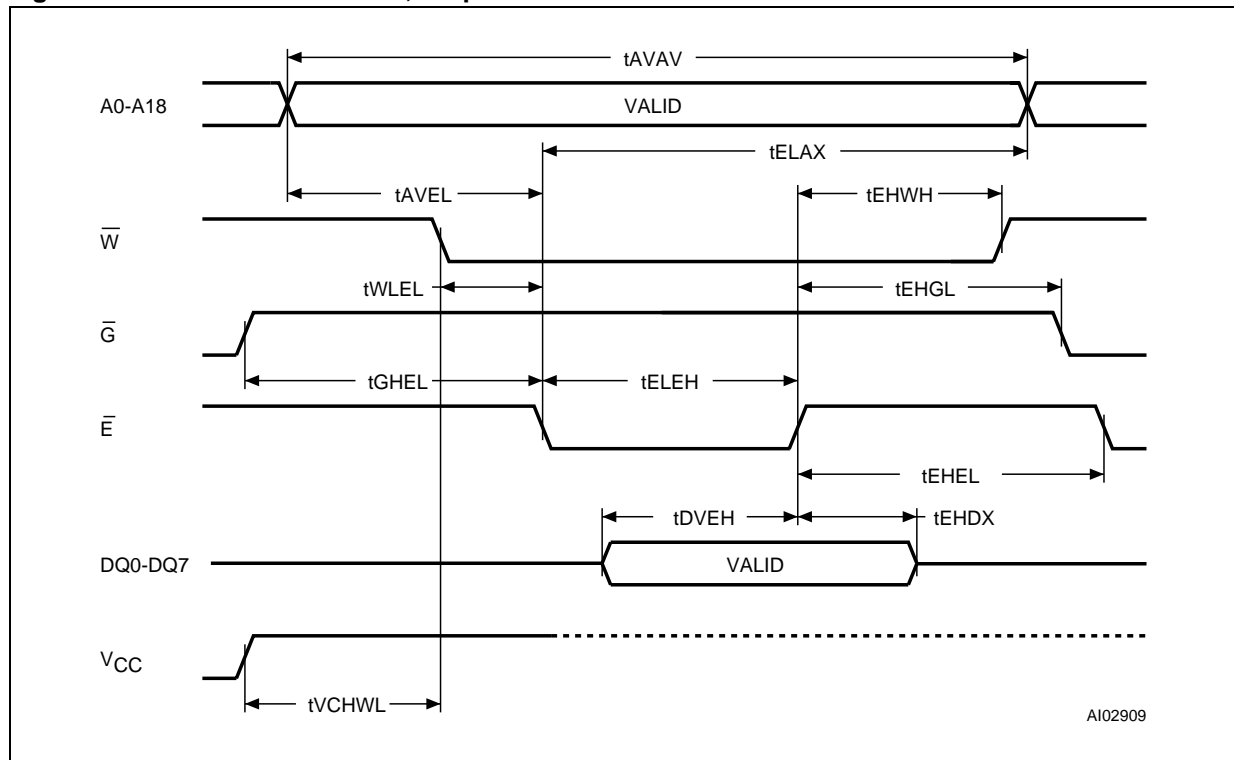 tAVAV
A0-A18
VALID
tELAX
tAVEL
tEHWH
W̅
tWLEL
tEHGL
G̅
tGHEL
tELEH
E̅
tEHEL
tDVEH
tEHDX
DQ0-DQ7
VALID
VCC
tVCHWL
AI02909